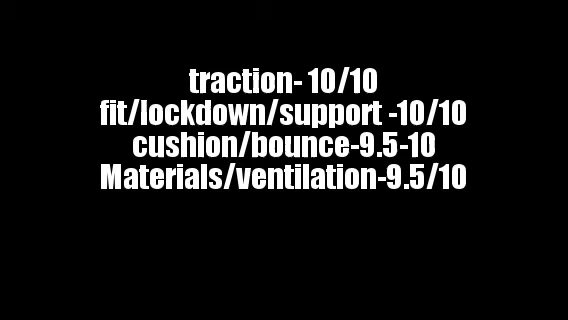 traction- 10/10
fit/lockdown/support -10/10
cushion/bounce-9.5-10
Materials/ventilation-9.5/10